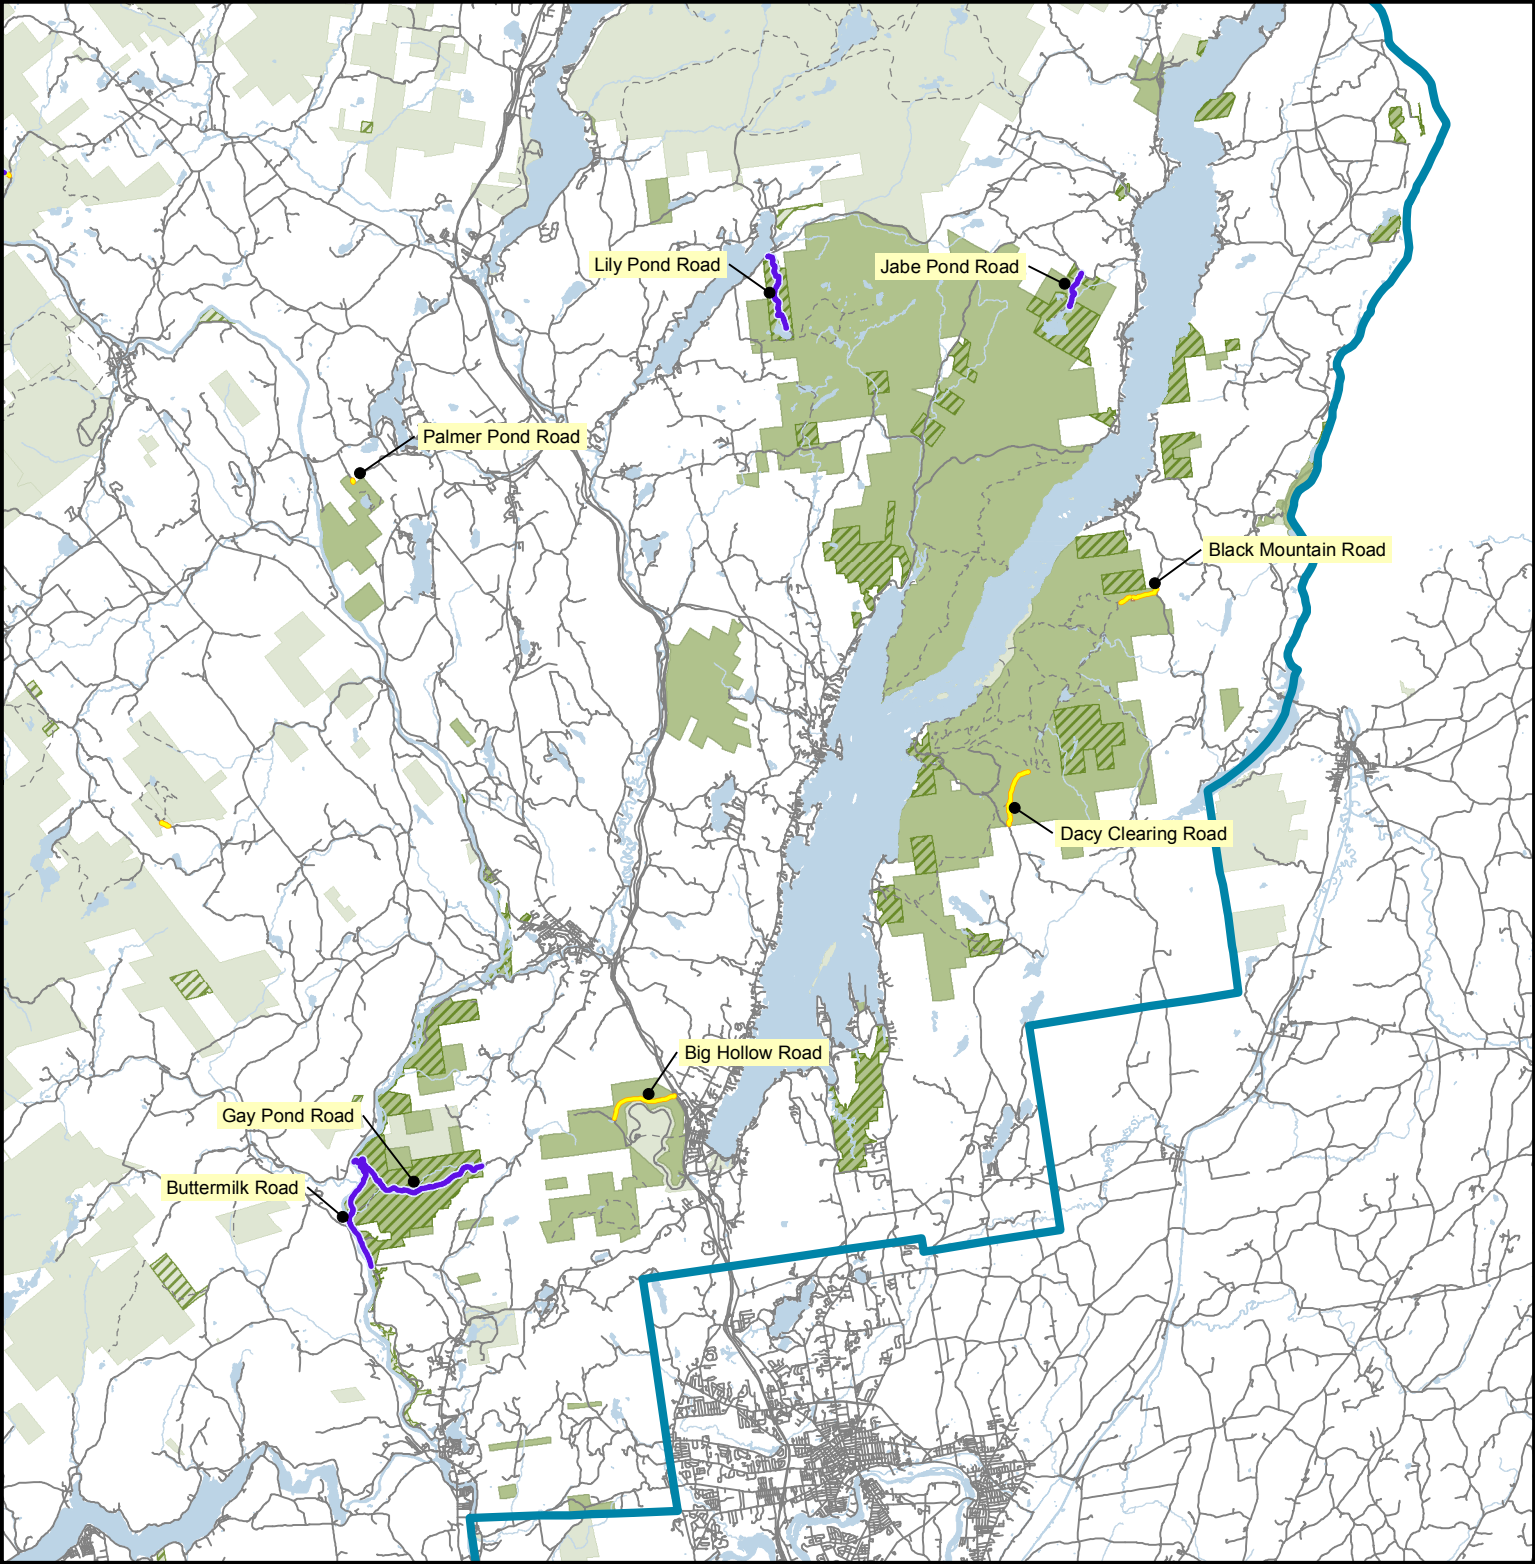 Lily Pond Road
Jabe Pond Road
Palmer Pond Road
Black Mountain Road
Dacy Clearing Road
Big Hollow Road
Gay Pond Road
Buttermilk Road